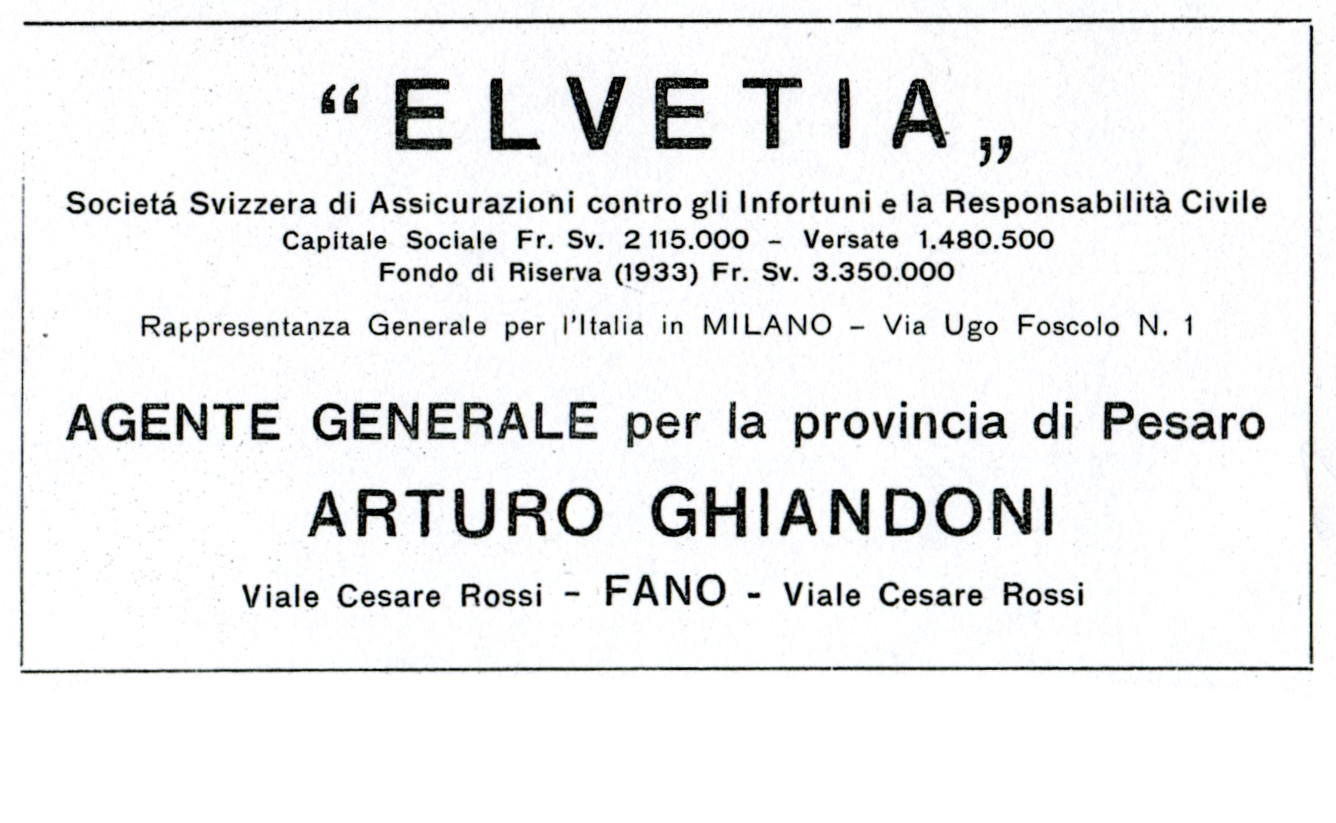 “ELVETIA„
Societá Svizzera di Assicurazioni contro gli Infortuni e la Responsabilità Civile
Capitale Sociale Fr. Sv. 2 115.000 – Versate 1.480.500
Fondo di Riserva (1933) Fr. Sv. 3.350.000
Rappresentanza Generale per l'Italia in MILANO – Via Ugo Foscolo N. 1
AGENTE GENERALE per la provincia di Pesaro
ARTURO GHIANDONI
Viale Cesare Rossi – FANO - Viale Cesare Rossi